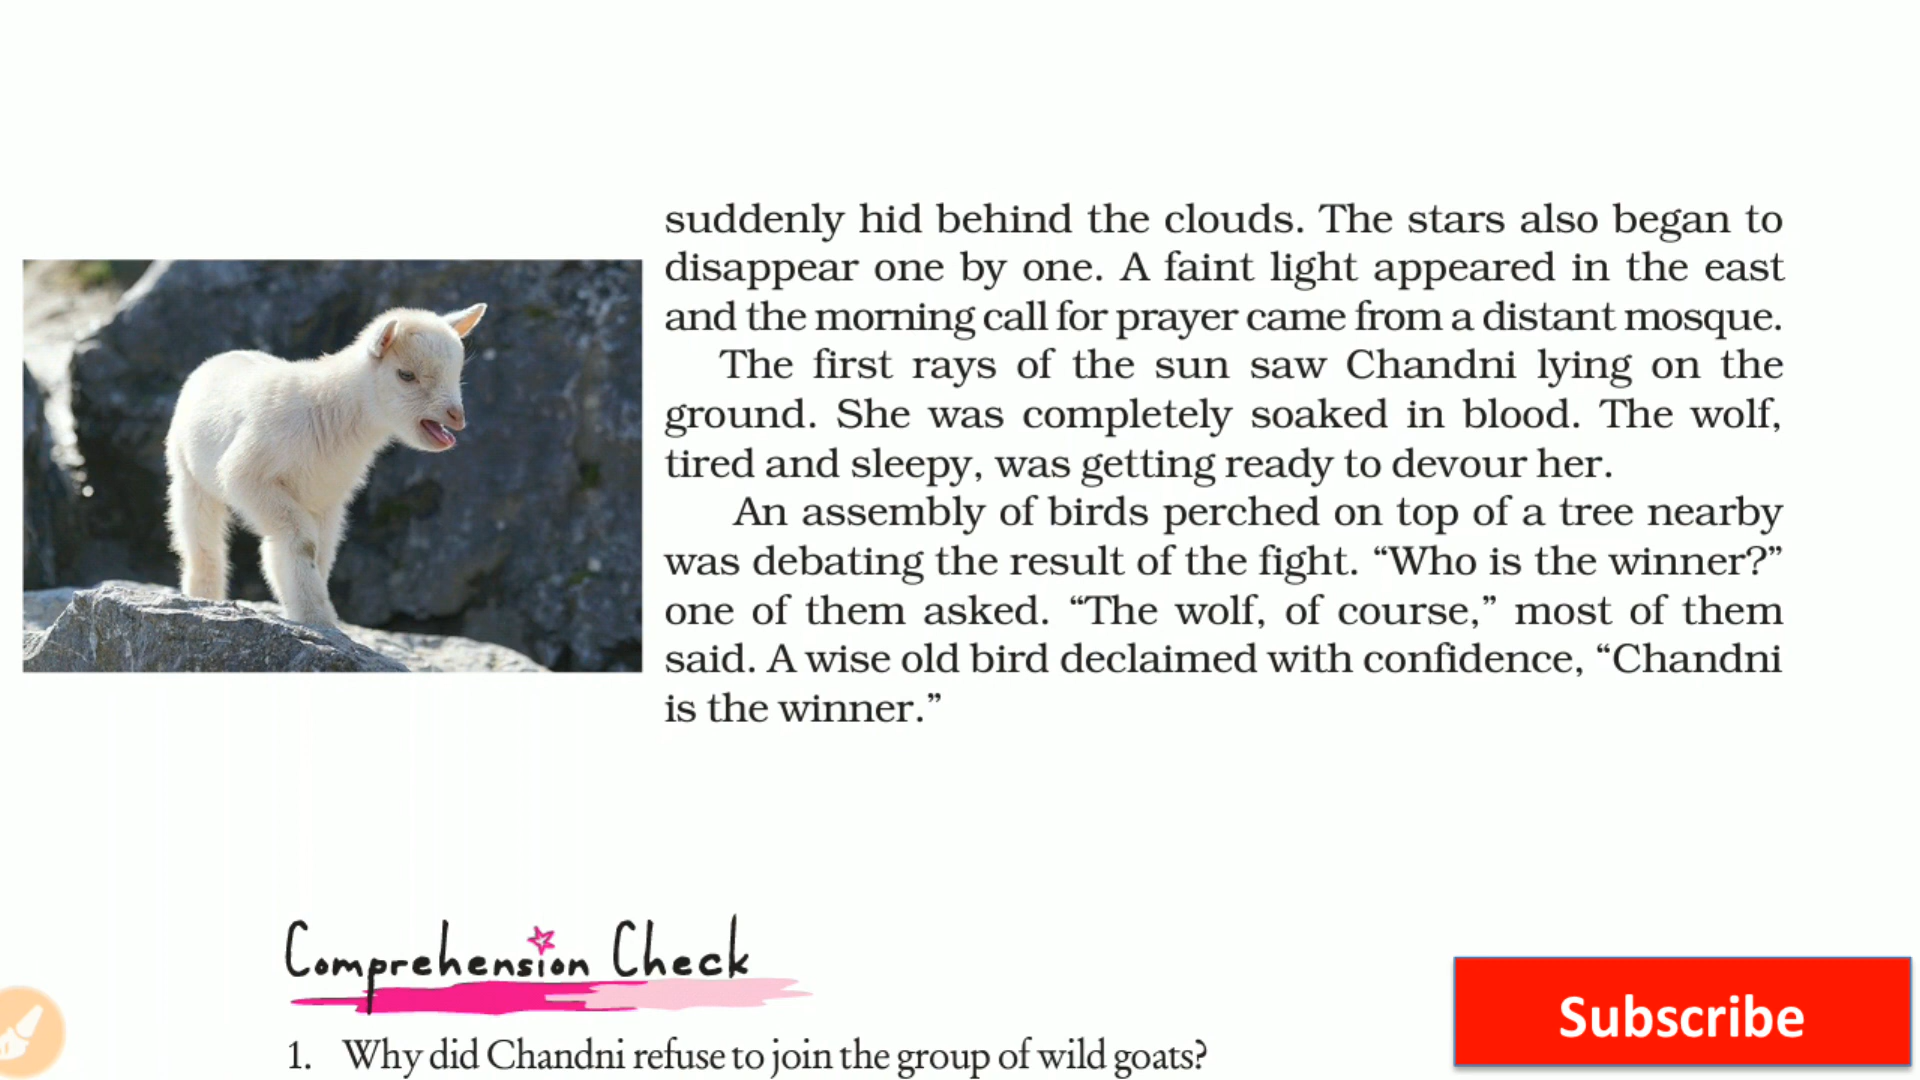 suddenly hid behind the clouds. The stars also began to
disappear one by one. A faint light appeared in the east
and the morning call for prayer came from a distant mosque.
The first rays of the sun saw Chandni lying on the
ground. She was completely soaked in blood. The wolf,
tired and sleepy, was getting ready to devour her.
An assembly of birds perched on top of a tree nearby
was debating the result of the fight. “Who is the winner?”
one of them asked. “The wolf, of course,” most of them
said. A wise old bird declaimed with confidence, “Chandni
is the winner.”
Comprehension Check
1. Why did Chandni refuse to join the group of wild goats?
Subscribe